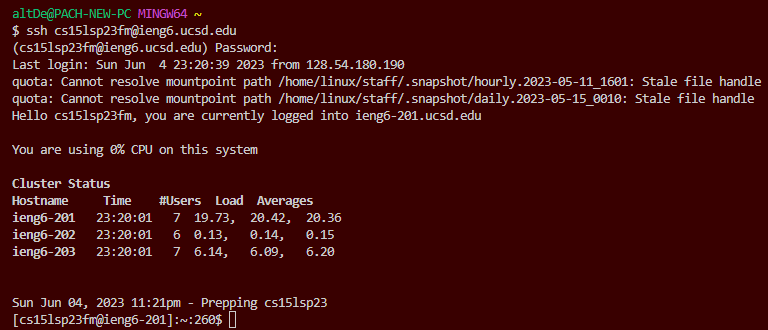 altDe@PACH-NEW-PC MINGW64 ~
$ ssh cs15lsp23fm@ieng6.ucsd.edu
(cs15lsp23fm@ieng6.ucsd.edu) Password:
Last login: Sun Jun  4 23:20:39 2023 from 128.54.180.190
quota: Cannot resolve mountpoint path /home/linux/staff/.snapshot/hourly.2023-05-11_1601: Stale file handle
quota: Cannot resolve mountpoint path /home/linux/staff/.snapshot/daily.2023-05-15_0010: Stale file handle
Hello cs15lsp23fm, you are currently logged into ieng6-201.ucsd.edu
You are using 0% CPU on this system
Cluster Status
Hostname     Time    #Users  Load  Averages
ieng6-201   23:20:01   7  19.73,  20.42,  20.36
ieng6-202   23:20:01   6  0.13,   0.14,   0.15
ieng6-203   23:20:01   7  6.14,   6.09,   6.20
Sun Jun 04, 2023 11:21pm - Prepping cs15lsp23
[cs15lsp23fm@ieng6-201]:~:260$